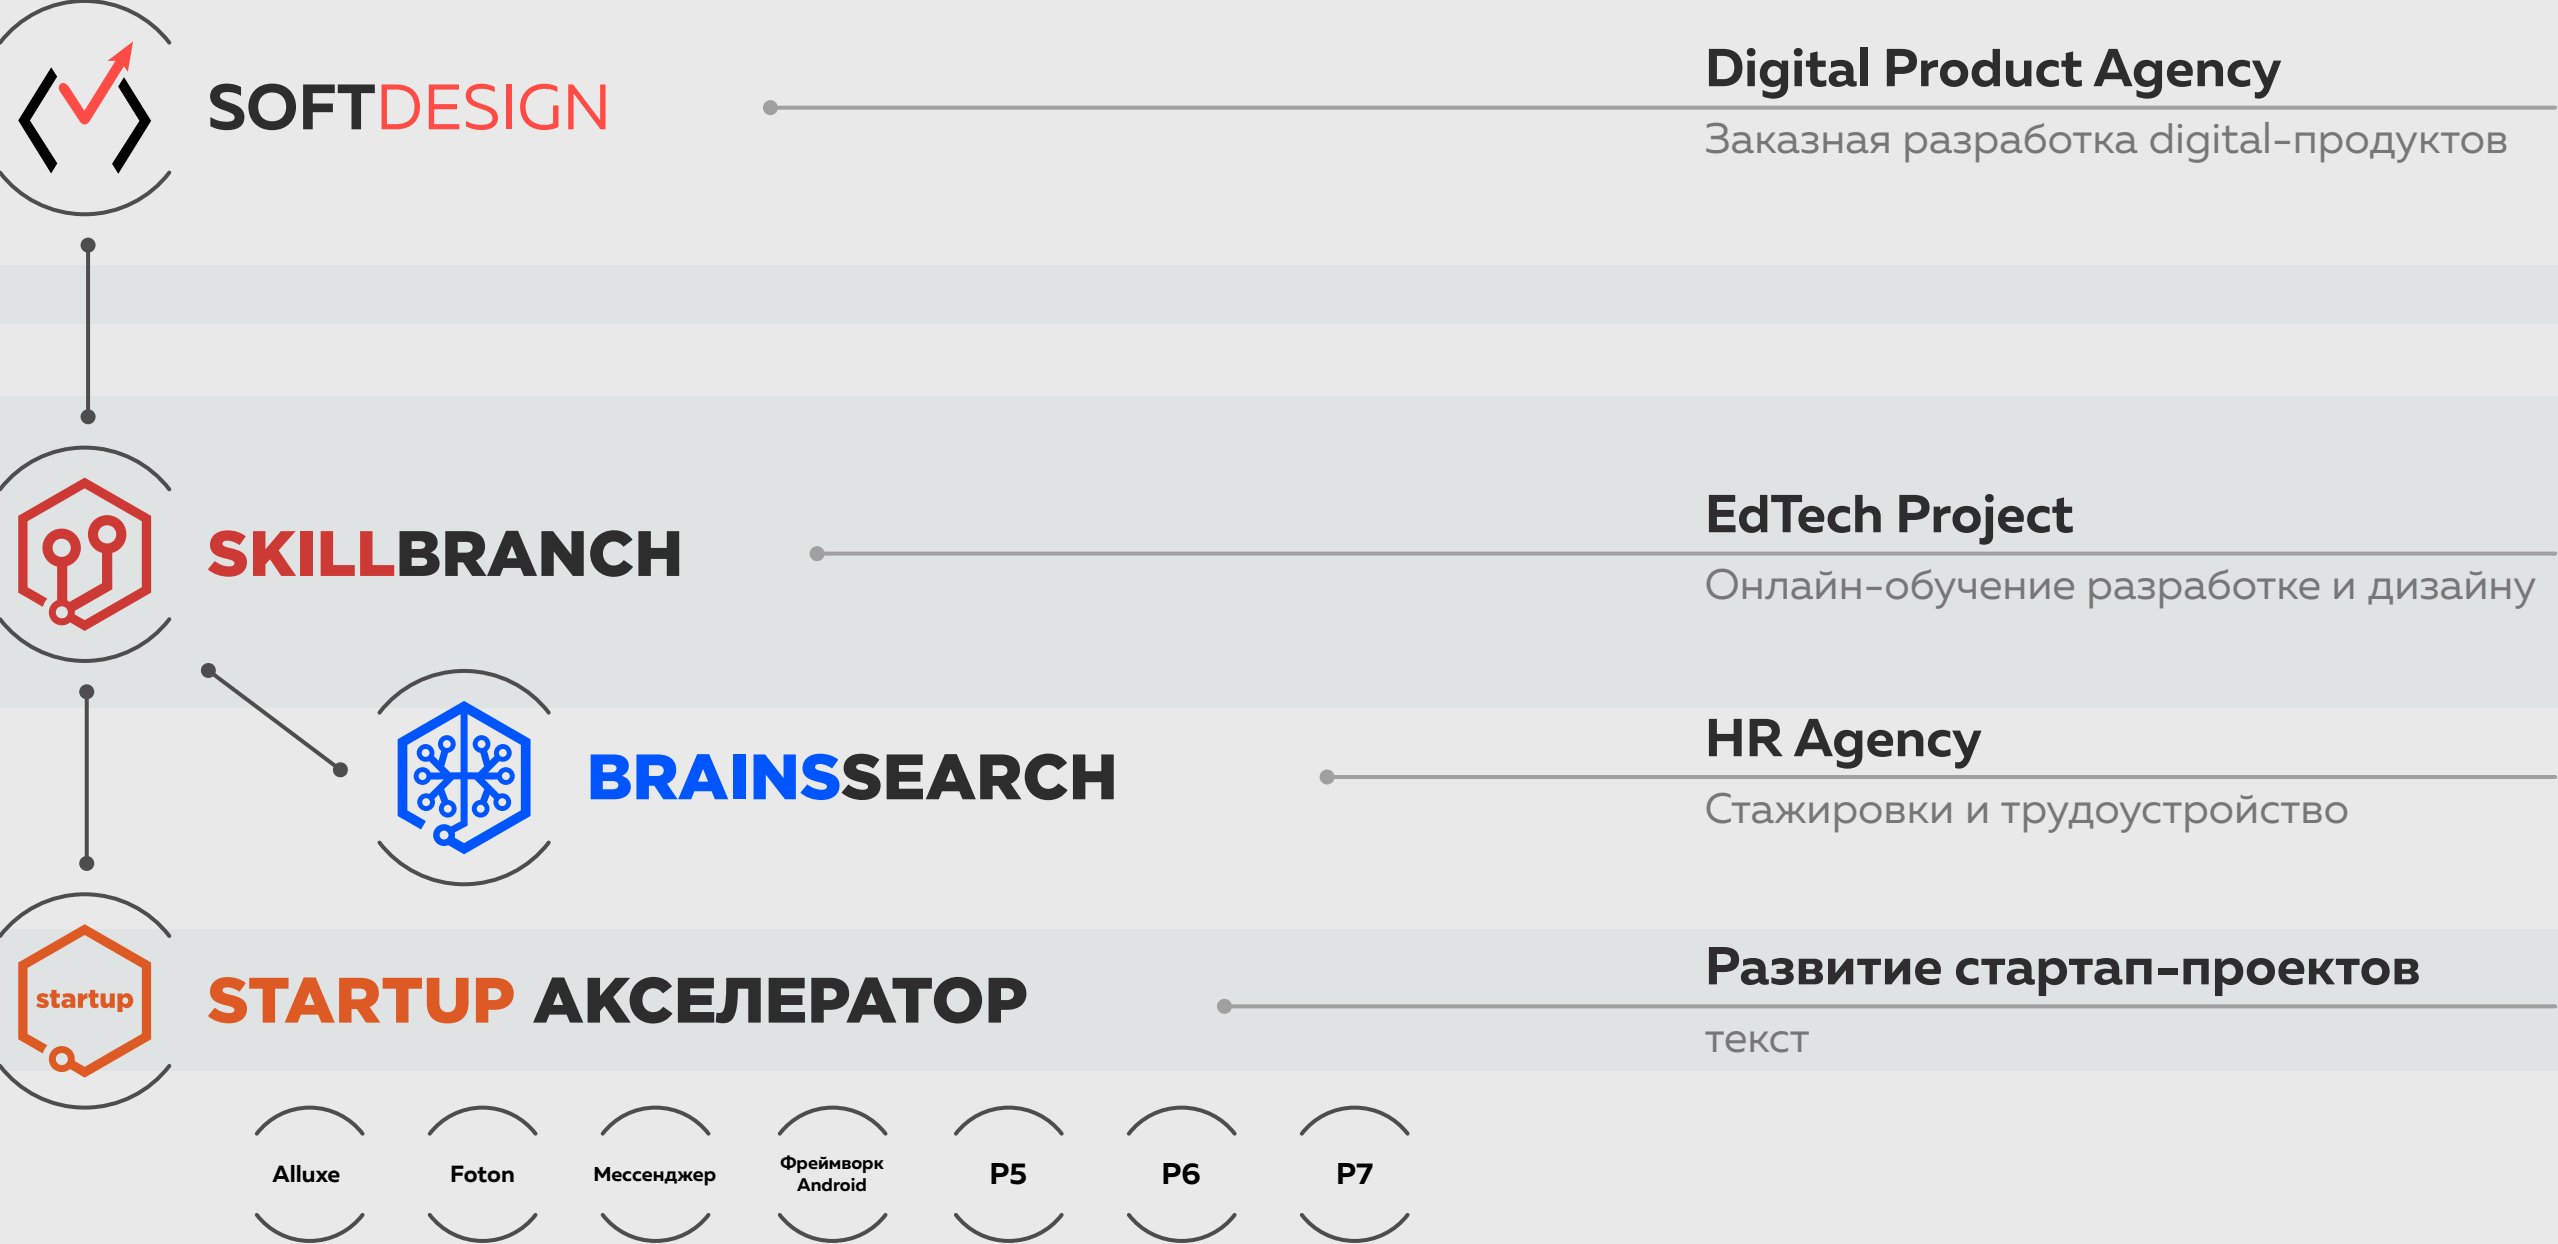 SOFTDESIGN
Digital Product Agency
Заказная разработка digital-продуктов
SKILLBRANCH
EdTech Project
Онлайн-обучение разработке и дизайну
BRAINSSEARCH
HR Agency
Стажировки и трудоустройство
startup
STARTUP АКСЕЛЕРАТОР
Развитие стартап-проектов
текст
Alluxe
Foton
Мессенджер
Фреймворк
Android
P5
P6
P7